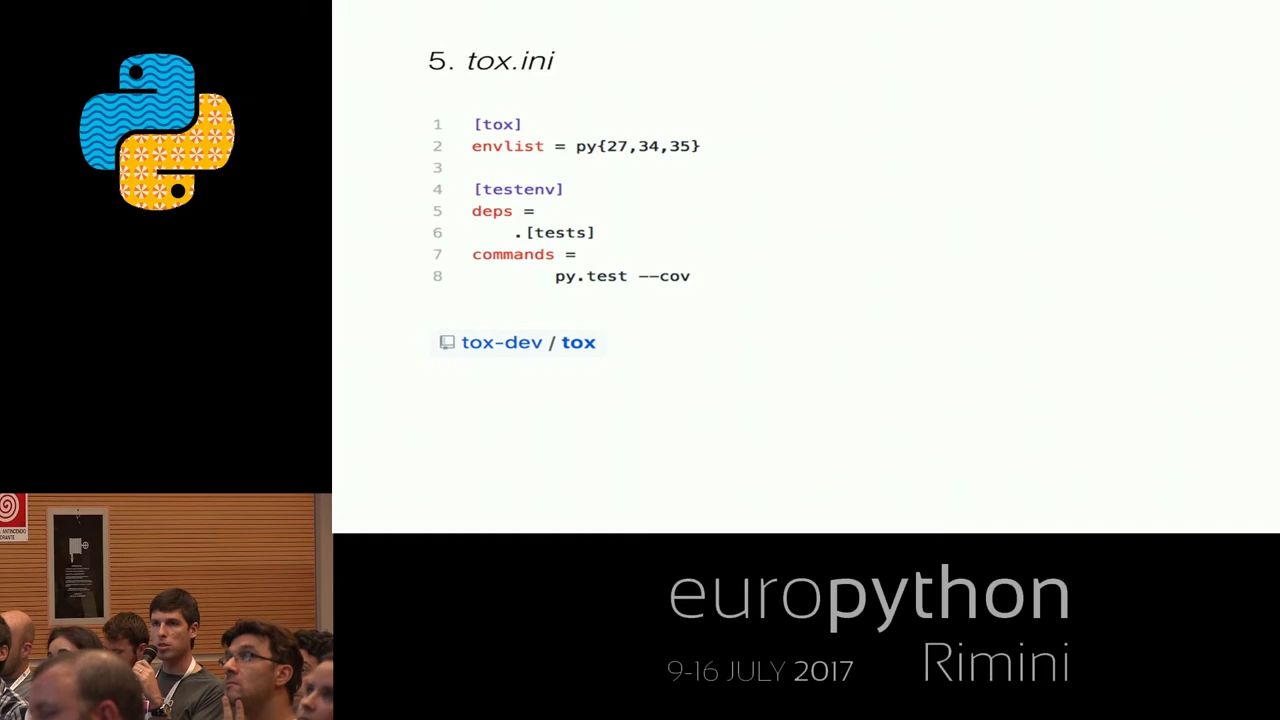 5. tox.ini
1 [tox]
2 envlist = py{27,34,35}
3
4 [testenv]
5 deps =
6 .[tests]
7 commands =
8 py.test --cov
tox-dev / tox
ANTINCENDIO
europython
Rimini
9-16 JULY 2017